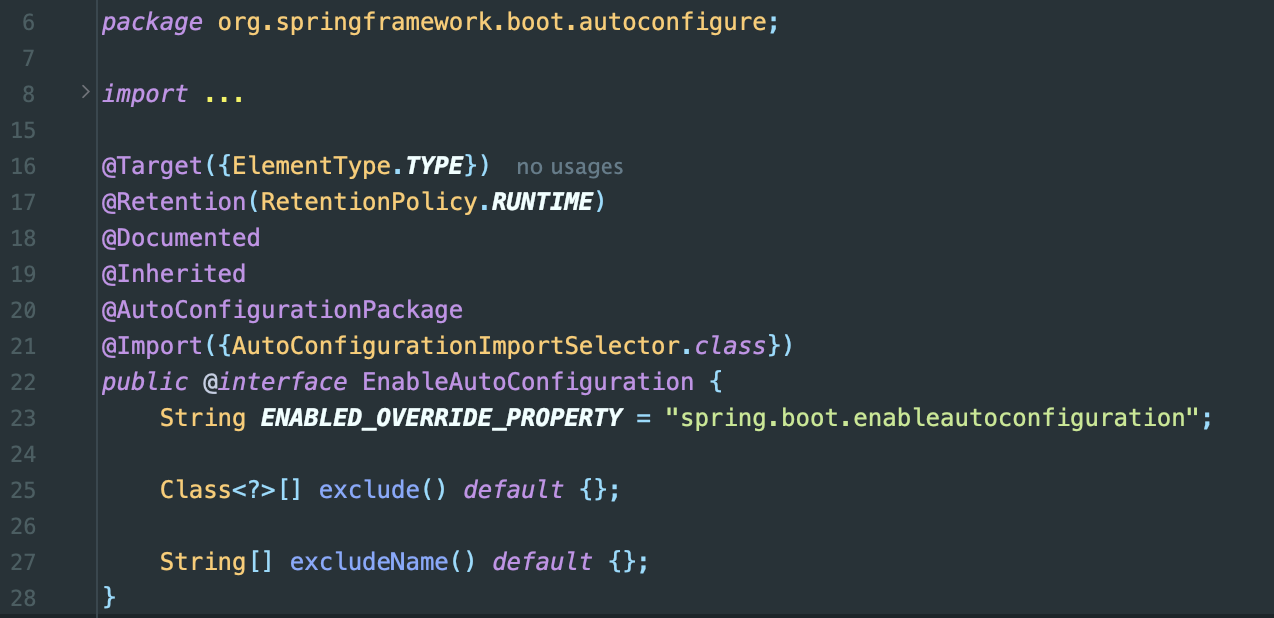 6 package org.springframework.boot.autoconfigure;
7
8 > import ...
15
16 @Target({ElementType.TYPE}) no usages
17 @Retention(RetentionPolicy.RUNTIME)
18 @Documented
19 @Inherited
20 @AutoConfigurationPackage
21 @Import({AutoConfigurationImportSelector.class})
22 public @interface EnableAutoConfiguration {
23     String ENABLED_OVERRIDE_PROPERTY = "spring.boot.enableautoconfiguration";
24
25     Class<?>[] exclude() default {};
26
27     String[] excludeName() default {};
28 }